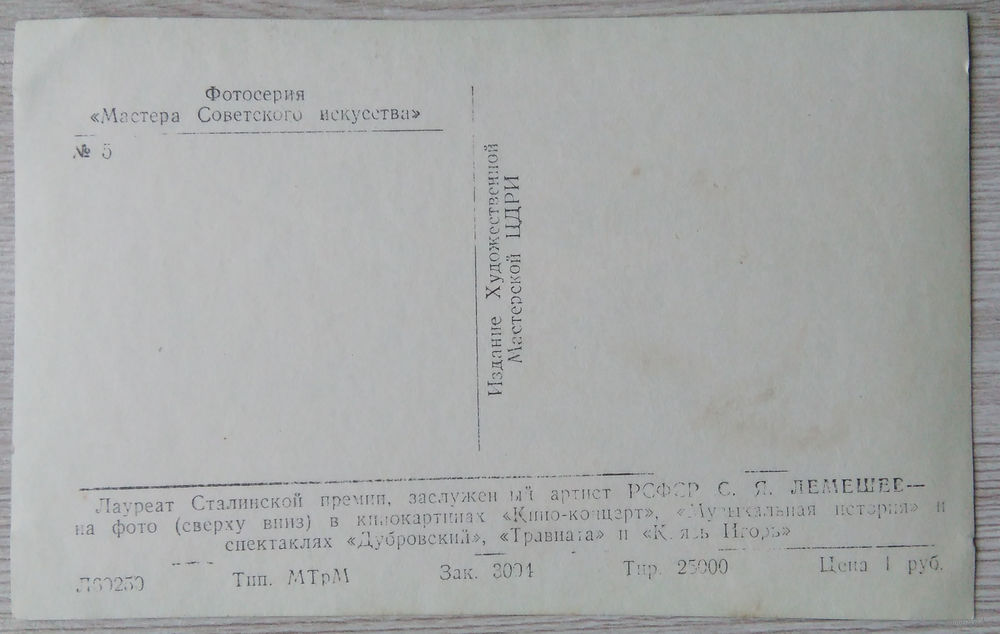 Фотосерия
«Мастера Советского искусства»
№ 5
Издание Художественной
Мастерской ЦДРИ
Лауреат Сталинской премии, заслуженный артист РСФСР С. Я. ЛЕМЕШЕВ—
на фото (сверху вниз) в кинокартинах «Кино-концерт», «Музыкальная история» и
спектаклях «Дубровский», «Травиата» и «Князь Игорь»
Тип. МТрМ Зак. 3004 Тир. 25000 Цена 1 руб.